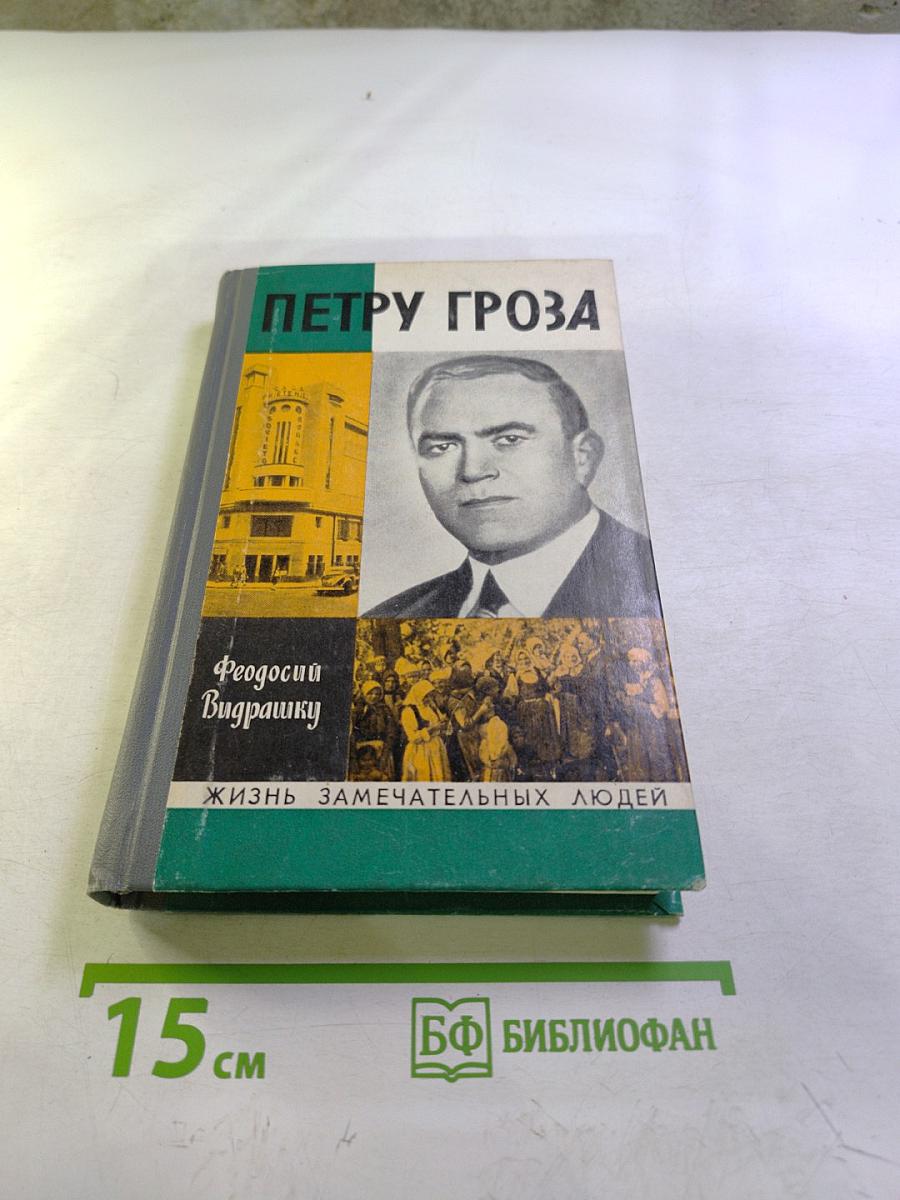 ПЕТРУ ГРОЗА
Феодосий
Видрашку
ЖИЗНЬ ЗАМЕЧАТЕЛЬНЫХ ЛЮДЕЙ
15 см
БФ БИБЛИОФАН